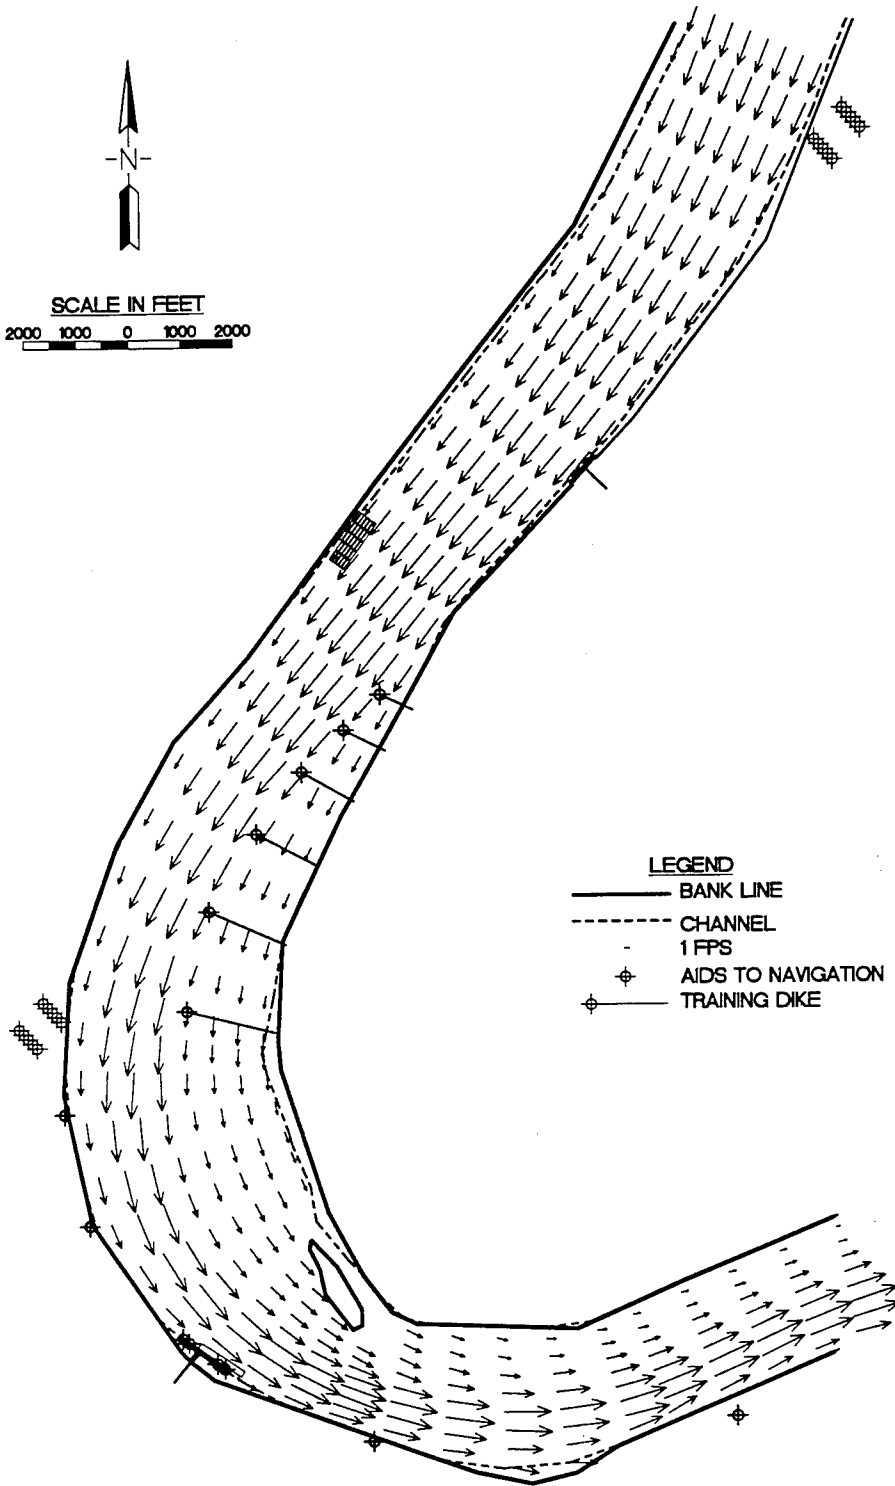 -N-
SCALE IN FEET
2000 1000 0 1000 2000
LEGEND
BANK LINE
CHANNEL
1 FPS
AIDS TO NAVIGATION
TRAINING DIKE